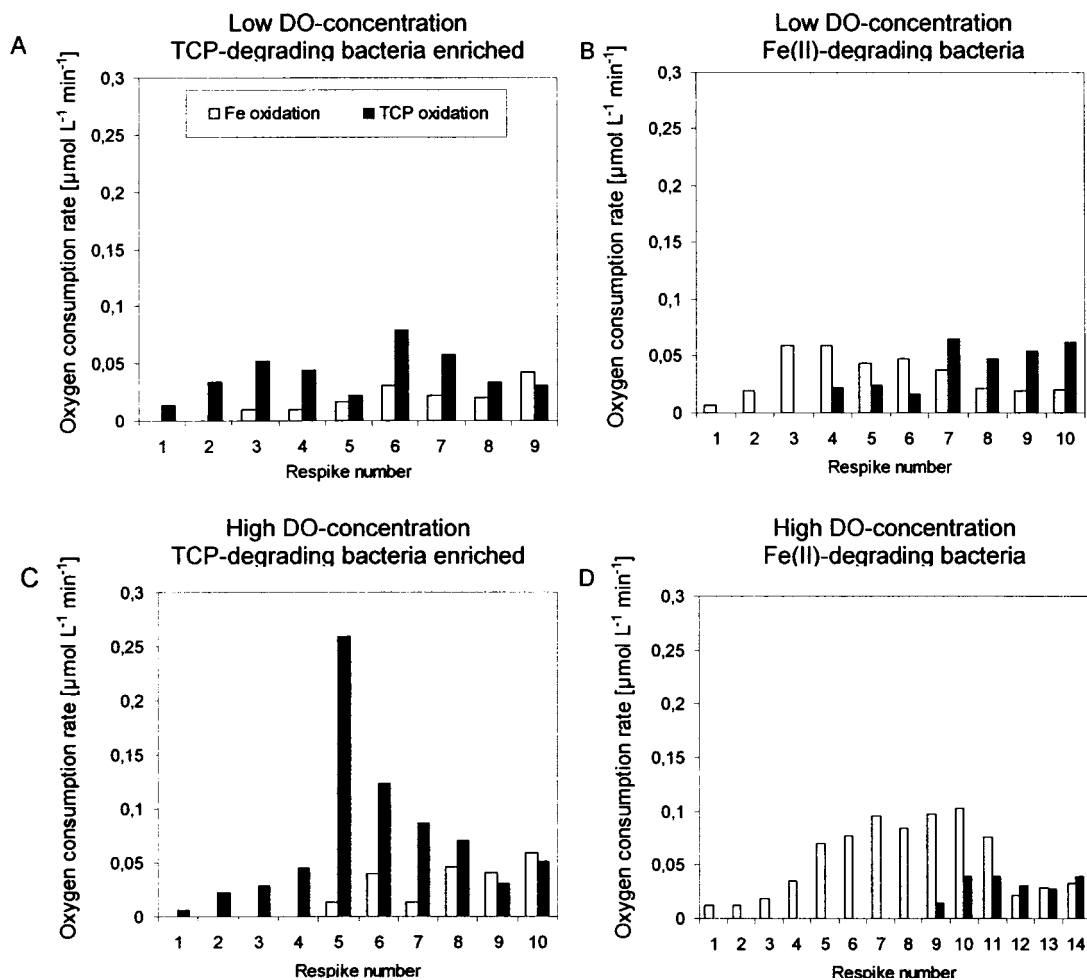 A
Low DO-concentration
TCP-degrading bacteria enriched
Oxygen consumption rate [µmol L⁻¹ min⁻¹]
0,3
0,25
0,2
0,15
0,1
0,05
0
Fe oxidation TCP oxidation
1 2 3 4 5 6 7 8 9
Respike number
B
Low DO-concentration
Fe(II)-degrading bacteria
Oxygen consumption rate [µmol L⁻¹ min⁻¹]
0,3
0,25
0,2
0,15
0,1
0,05
0
1 2 3 4 5 6 7 8 9 10
Respike number
C
High DO-concentration
TCP-degrading bacteria enriched
Oxygen consumption rate [µmol L⁻¹ min⁻¹]
0,3
0,25
0,2
0,15
0,1
0,05
0
1 2 3 4 5 6 7 8 9 10
Respike number
D
High DO-concentration
Fe(II)-degrading bacteria
Oxygen consumption rate [µmol L⁻¹ min⁻¹]
0,3
0,25
0,2
0,15
0,1
0,05
0
1 2 3 4 5 6 7 8 9 10 11 12 13 14
Respike number